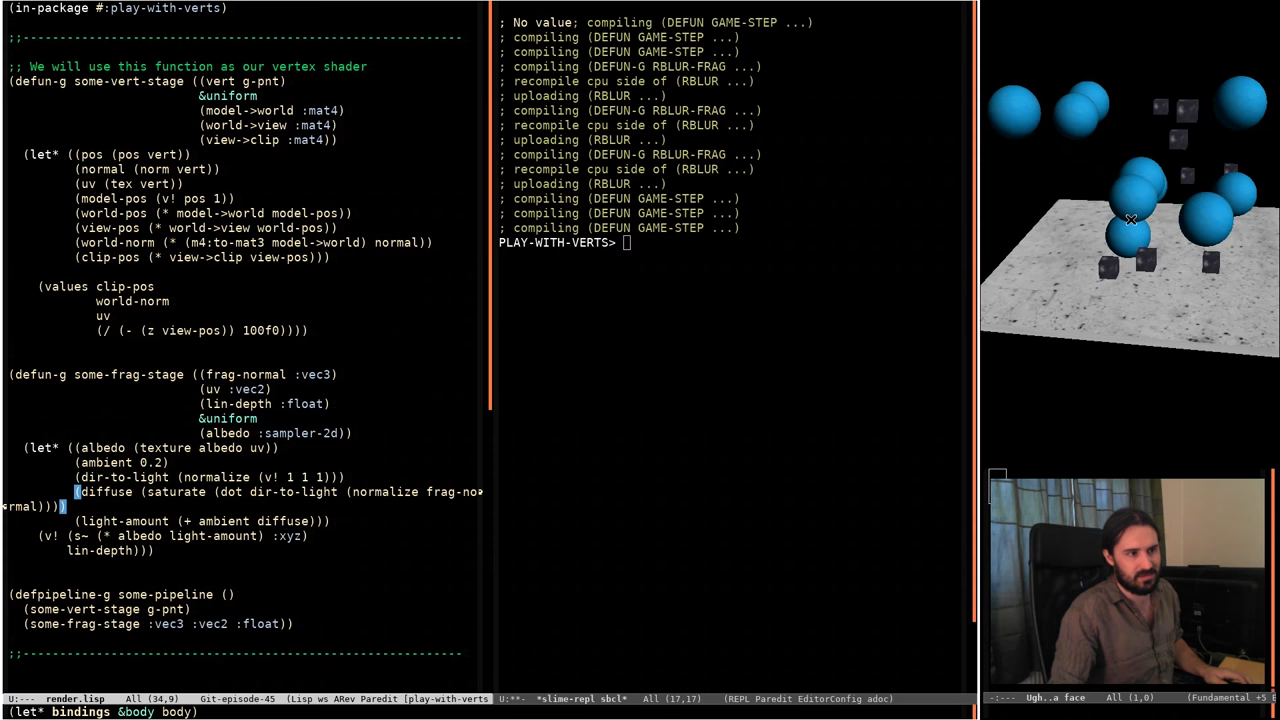 (in-package #:play-with-verts)
;;------------------------------------------------------------
;; We will use this function as our vertex shader
(defun-g some-vert-stage ((vert g-pnt)
&uniform
(model->world :mat4)
(world->view :mat4)
(view->clip :mat4))
(let* ((pos (pos vert))
(normal (norm vert))
(uv (tex vert))
(model-pos (v! pos 1))
(world-pos (* model->world model-pos))
(view-pos (* world->view world-pos))
(world-norm (* (m4:to-mat3 model->world) normal))
(clip-pos (* view->clip view-pos)))
(values clip-pos
world-norm
uv
(/ (- (z view-pos)) 100f0))))
(defun-g some-frag-stage ((frag-normal :vec3)
(uv :vec2)
(lin-depth :float)
&uniform
(albedo :sampler-2d))
(let* ((albedo (texture albedo uv))
(ambient 0.2)
(dir-to-light (normalize (v! 1 1 1)))
(diffuse (saturate (dot dir-to-light (normalize frag-no
rmal))))
(light-amount (+ ambient diffuse)))
(v! (s~ (* albedo light-amount) :xyz)
lin-depth)))
(defpipeline-g some-pipeline ()
(some-vert-stage g-pnt)
(some-frag-stage :vec3 :vec2 :float))
;;------------------------------------------------------------
U:---  render.lisp   All (34,9)   Git-episode-45  (Lisp ws ARev Paredit [play-with-verts
(let* bindings &body body)
; No value; compiling (DEFUN GAME-STEP ...)
; compiling (DEFUN GAME-STEP ...)
; compiling (DEFUN GAME-STEP ...)
; compiling (DEFUN-G RBLUR-FRAG ...)
; recompile cpu side of (RBLUR ...)
; uploading (RBLUR ...)
; compiling (DEFUN-G RBLUR-FRAG ...)
; recompile cpu side of (RBLUR ...)
; uploading (RBLUR ...)
; compiling (DEFUN-G RBLUR-FRAG ...)
; recompile cpu side of (RBLUR ...)
; uploading (RBLUR ...)
; compiling (DEFUN GAME-STEP ...)
; compiling (DEFUN GAME-STEP ...)
; compiling (DEFUN GAME-STEP ...)
PLAY-WITH-VERTS>
U:**-  *slime-repl sbcl*   All (17,17)   (REPL Paredit EditorConfig adoc)
-:---  Ugh..a face   All (1,0)   (Fundamental +5 E